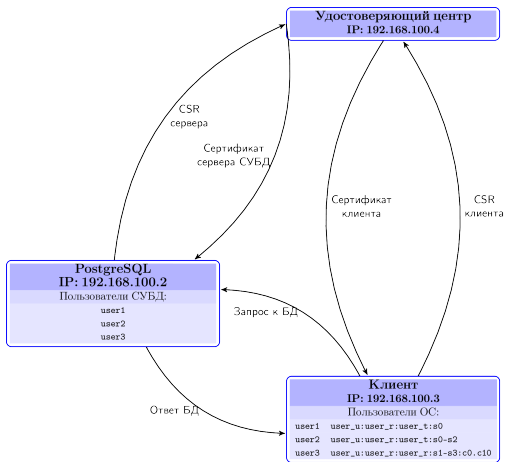 Удостоверяющий центр
IP: 192.168.100.4
CSR
сервера
Сертификат
сервера СУБД
Сертификат
клиента
CSR
клиента
PostgreSQL
IP: 192.168.100.2
Пользователи СУБД:
user1
user2
user3
Запрос к БД
Ответ БД
Клиент
IP: 192.168.100.3
Пользователи ОС:
user1 user_u:user_r:user_t:s0
user2 user_u:user_r:user_t:s0-s2
user3 user_u:user_r:user_r:s1-s3:c0.c10